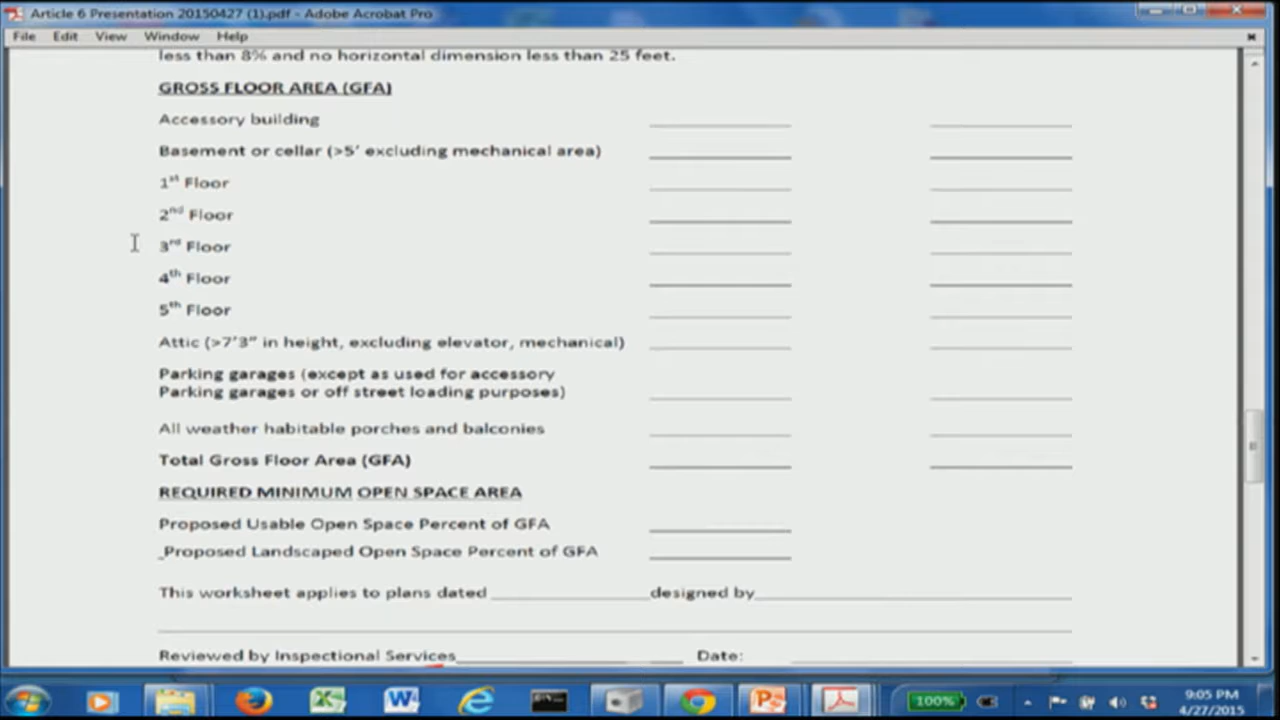 Article 6 Presentation 20150427 (1).pdf - Adobe Acrobat Pro
File Edit View Window Help
less than 8% and no horizontal dimension less than 25 feet.
GROSS FLOOR AREA (GFA)
Accessory building
Basement or cellar (>5' excluding mechanical area)
1st Floor
2nd Floor
3rd Floor
4th Floor
5th Floor
Attic (>7'3" in height, excluding elevator, mechanical)
Parking garages (except as used for accessory
Parking garages or off street loading purposes)
All weather habitable porches and balconies
Total Gross Floor Area (GFA)
REQUIRED MINIMUM OPEN SPACE AREA
Proposed Usable Open Space Percent of GFA
Proposed Landscaped Open Space Percent of GFA
This worksheet applies to plans dated designed by
Reviewed by Inspectional Services Date:
100% 9:05 PM
4/27/2015